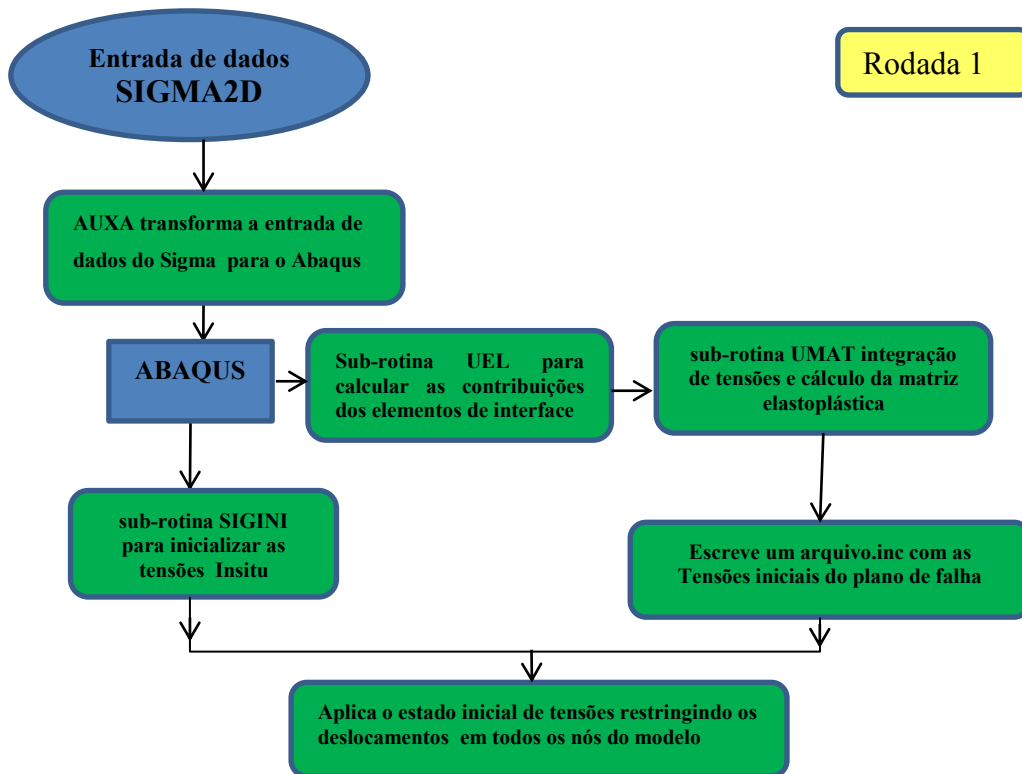 Entrada de dados
SIGMA2D
Rodada 1
AUXA transforma a entrada de
dados do Sigma para o Abaqus
ABAQUS
Sub-rotina UEL para
calcular as contribuições
dos elementos de interface
sub-rotina UMAT integração
de tensões e cálculo da matriz
elastoplástica
sub-rotina SIGINI
para inicializar as
tensões Insitu
Escreve um arquivo.inc com as
Tensões iniciais do plano de falha
Aplica o estado inicial de tensões restringindo os
deslocamentos em todos os nós do modelo